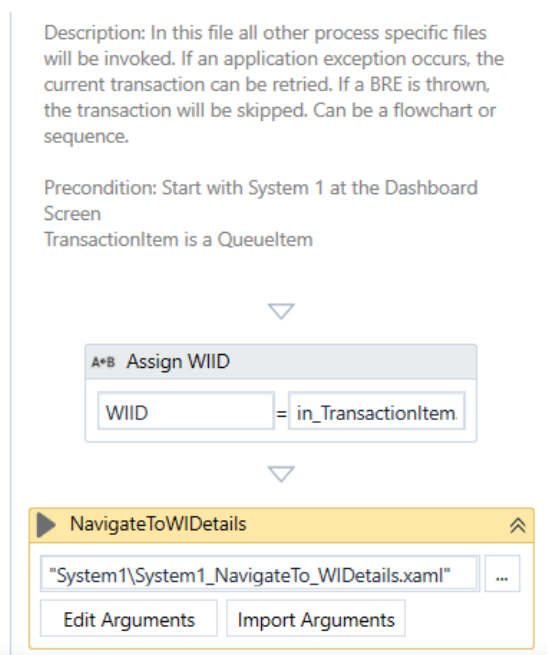 Description: In this file all other process specific files
will be invoked. If an application exception occurs, the
current transaction can be retried. If a BRE is thrown,
the transaction will be skipped. Can be a flowchart or
sequence.
Precondition: Start with System 1 at the Dashboard
Screen
TransactionItem is a QueueItem
A+B Assign WIID
WIID = in_TransactionItem.
NavigateToWIDetails
"System1\System1_NavigateTo_WIDetails.xaml" ...
Edit Arguments Import Arguments